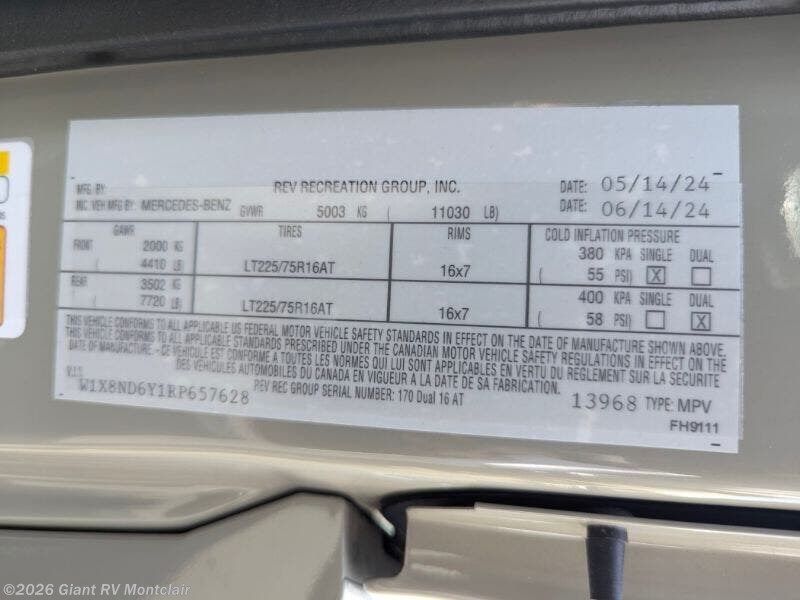 MFG BY: REV RECREATION GROUP, INC. DATE: 05/14/24
INC. VEH MFG BY: MERCEDES-BENZ GVWR 5003 KG ( 11030 LB) DATE: 06/14/24
GAWR TIRES RIMS COLD INFLATION PRESSURE
FRONT 2000 KG 380 KPA SINGLE DUAL
4410 LB LT225/75R16AT 16x7 ( 55 PSI) X
REAR 3502 KG 400 KPA SINGLE DUAL
7720 LB LT225/75R16AT 16x7 ( 58 PSI) X
THIS VEHICLE CONFORMS TO ALL APPLICABLE US FEDERAL MOTOR VEHICLE SAFETY STANDARDS IN EFFECT ON THE DATE OF MANUFACTURE SHOWN ABOVE.
THIS VEHICLE CONFORMS TO ALL APPLICABLE STANDARDS PRESCRIBED UNDER THE CANADIAN MOTOR VEHICLE SAFETY REGULATIONS IN EFFECT ON THE
DATE OF MANUFACTURE - CE VÉHICULE EST CONFORME À TOUTES LES NORMES QUI LUI SONT APPLICABLES EN VERTU DU RÈGLEMENT SUR LA SÉCURITÉ
DES VÉHICULES AUTOMOBILES DU CANADA EN VIGUEUR À LA DATE DE SA FABRICATION.
V.I.N. W1X8ND6Y1RP657628 REV REC GROUP SERIAL NUMBER: 170 Dual 16 AT 13968 TYPE: MPV
FH9111
©2026 Giant RV Montclair